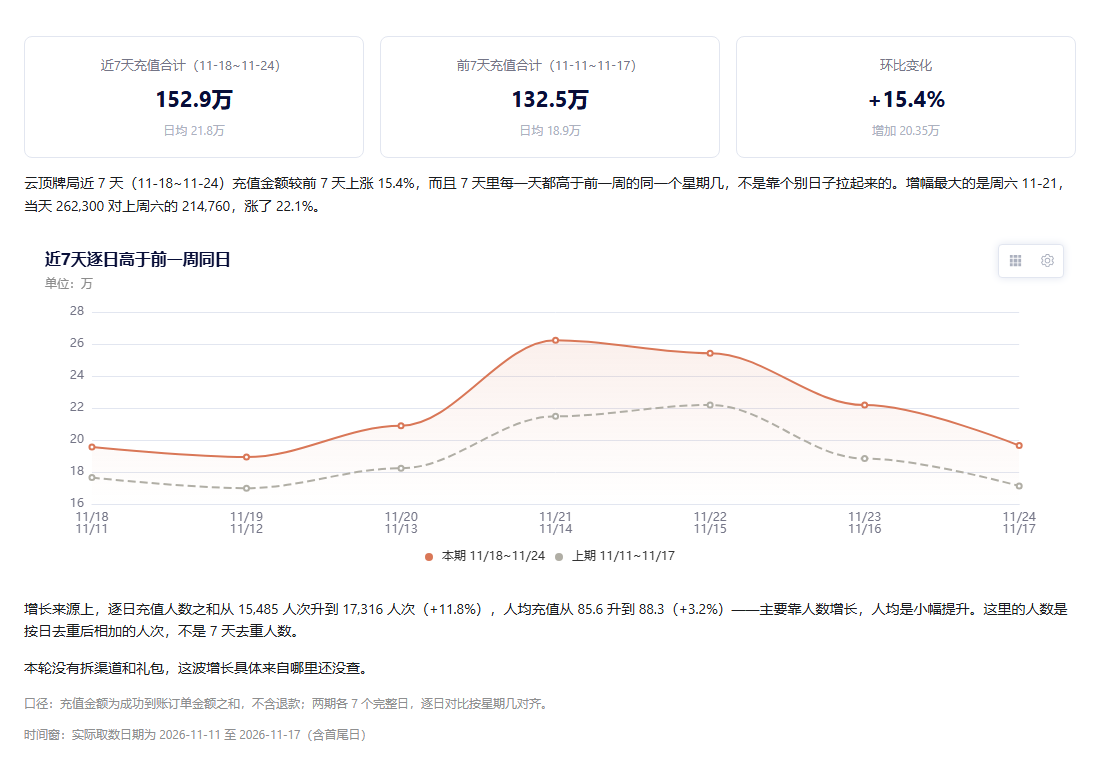 近7天充值合计（11-18~11-24）
152.9万
日均 21.8万
前7天充值合计（11-11~11-17）
132.5万
日均 18.9万
环比变化
+15.4%
增加 20.35万
云顶牌局近 7 天（11-18~11-24）充值金额较前 7 天上涨 15.4%，而且 7 天里每一天都高于前一周的同一个星期几，不是靠个别日子拉起来的。增幅最大的是周六 11-21，
当天 262,300 对上周六的 214,760，涨了 22.1%。
近7天逐日高于前一周同日
单位：万
28
26
24
22
20
18
16
11/18 11/19 11/20 11/21 11/22 11/23 11/24
11/11 11/12 11/13 11/14 11/15 11/16 11/17
本期 11/18~11/24 上期 11/11~11/17
增长来源上，逐日充值人数之和从 15,485 人次升到 17,316 人次（+11.8%），人均充值从 85.6 升到 88.3（+3.2%）——主要靠人数增长，人均是小幅提升。这里的人数是
按日去重后相加的人次，不是 7 天去重人数。
本轮没有拆渠道和礼包，这波增长具体来自哪里还没查。
口径：充值金额为成功到账订单金额之和，不含退款；两期各 7 个完整日，逐日对比按星期几对齐。
时间窗：实际取数日期为 2026-11-11 至 2026-11-17（含首尾日）